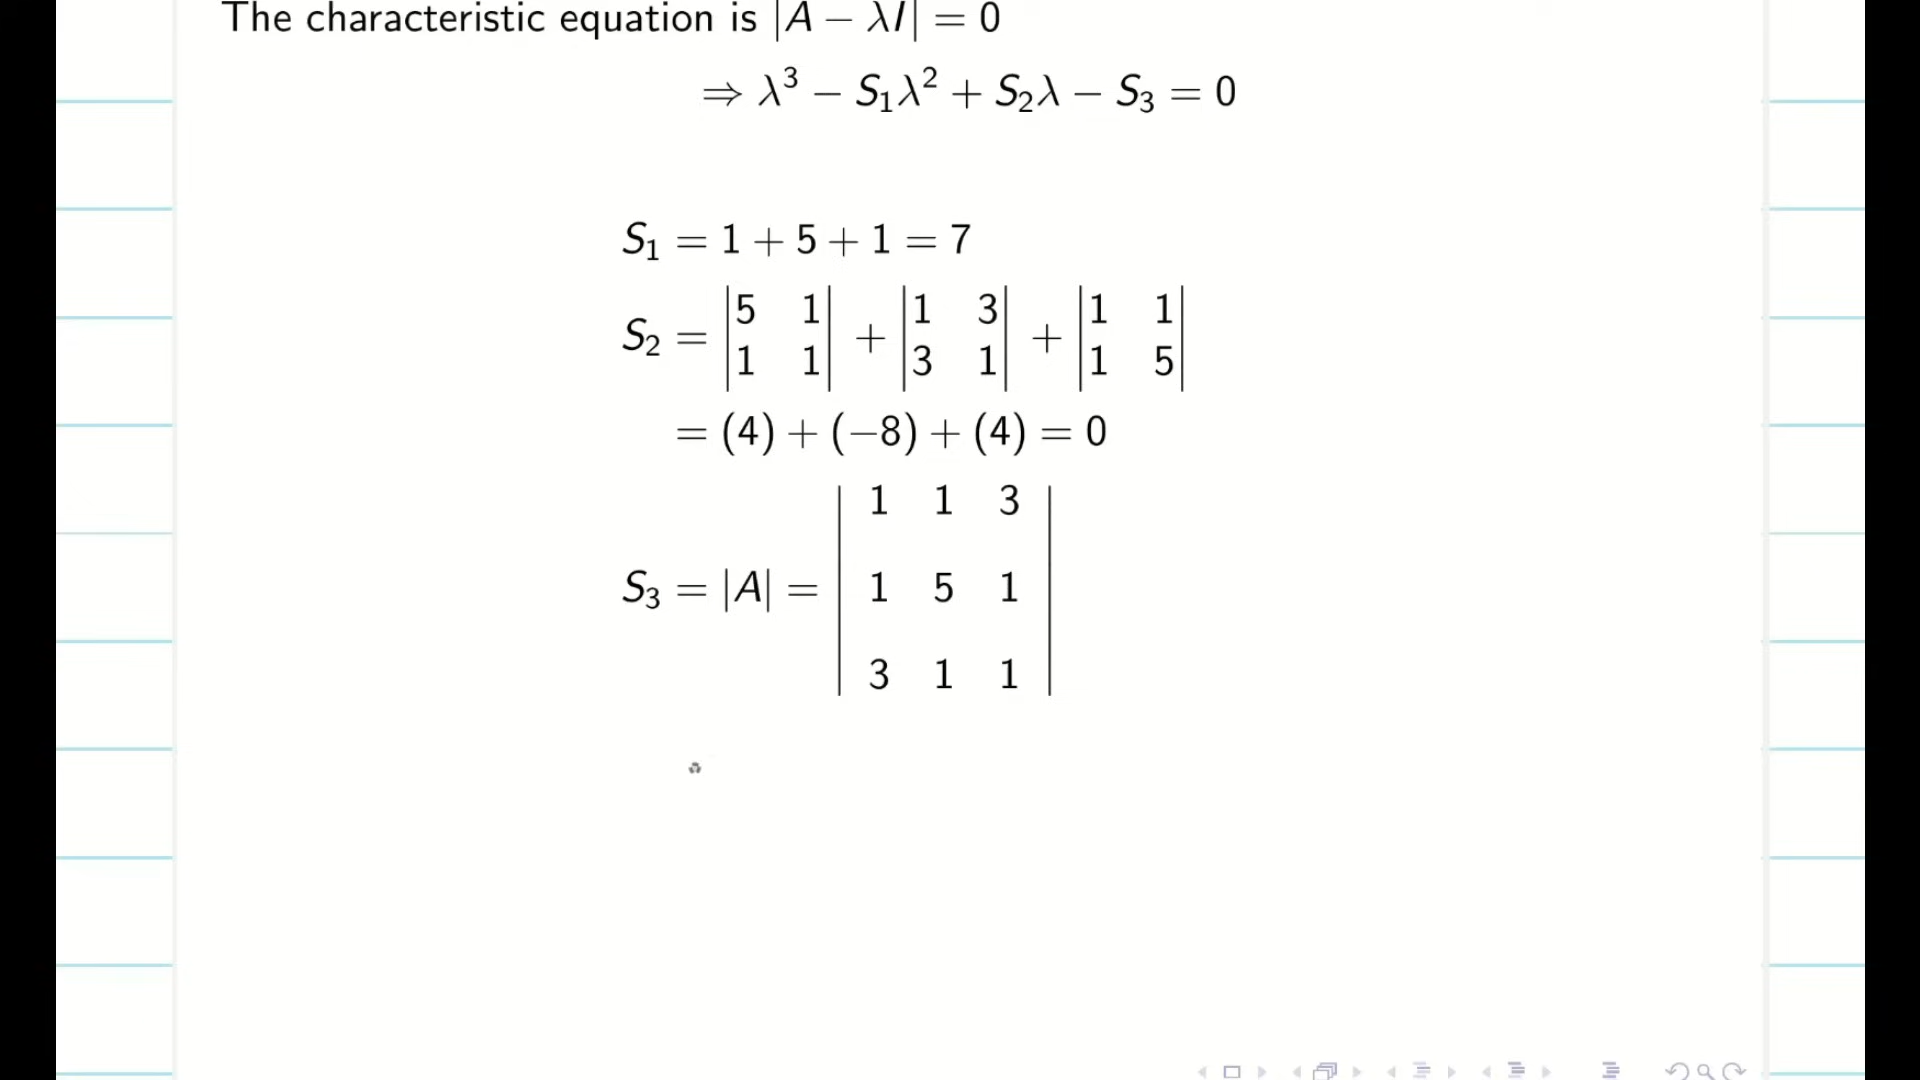 The characteristic equation is |A − λI| = 0
⇒ λ³ − S₁λ² + S₂λ − S₃ = 0
S₁ = 1 + 5 + 1 = 7
S₂ = |5 1; 1 1| + |1 3; 3 1| + |1 1; 1 5|
= (4) + (−8) + (4) = 0
S₃ = |A| = |1 1 3; 1 5 1; 3 1 1|